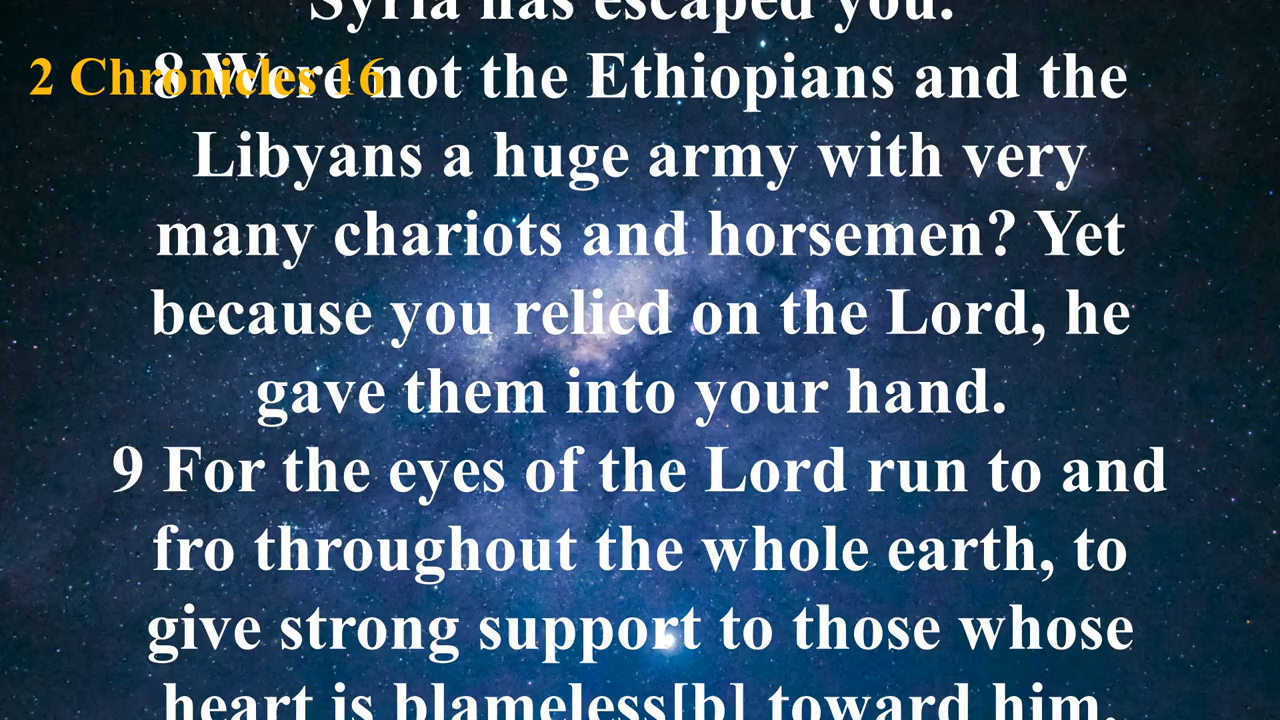 Syria has escaped you.
2 Chronicles 16
8 Were not the Ethiopians and the
Libyans a huge army with very
many chariots and horsemen? Yet
because you relied on the Lord, he
gave them into your hand.
9 For the eyes of the Lord run to and
fro throughout the whole earth, to
give strong support to those whose
heart is blameless[b] toward him.